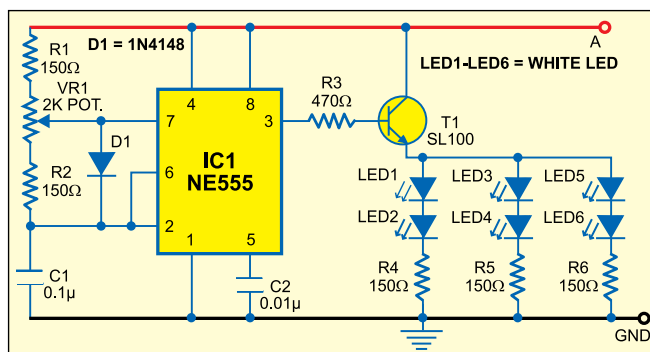 D1 = 1N4148
A
R1
150Ω
VR1
2K POT.
R2
150Ω
D1
4
8
7
3
6
2
1
5
IC1
NE555
R3
470Ω
T1
SL100
LED1-LED6 = WHITE LED
LED1
LED3
LED5
LED2
LED4
LED6
R4
150Ω
R5
150Ω
R6
150Ω
C1
0.1µ
C2
0.01µ
GND